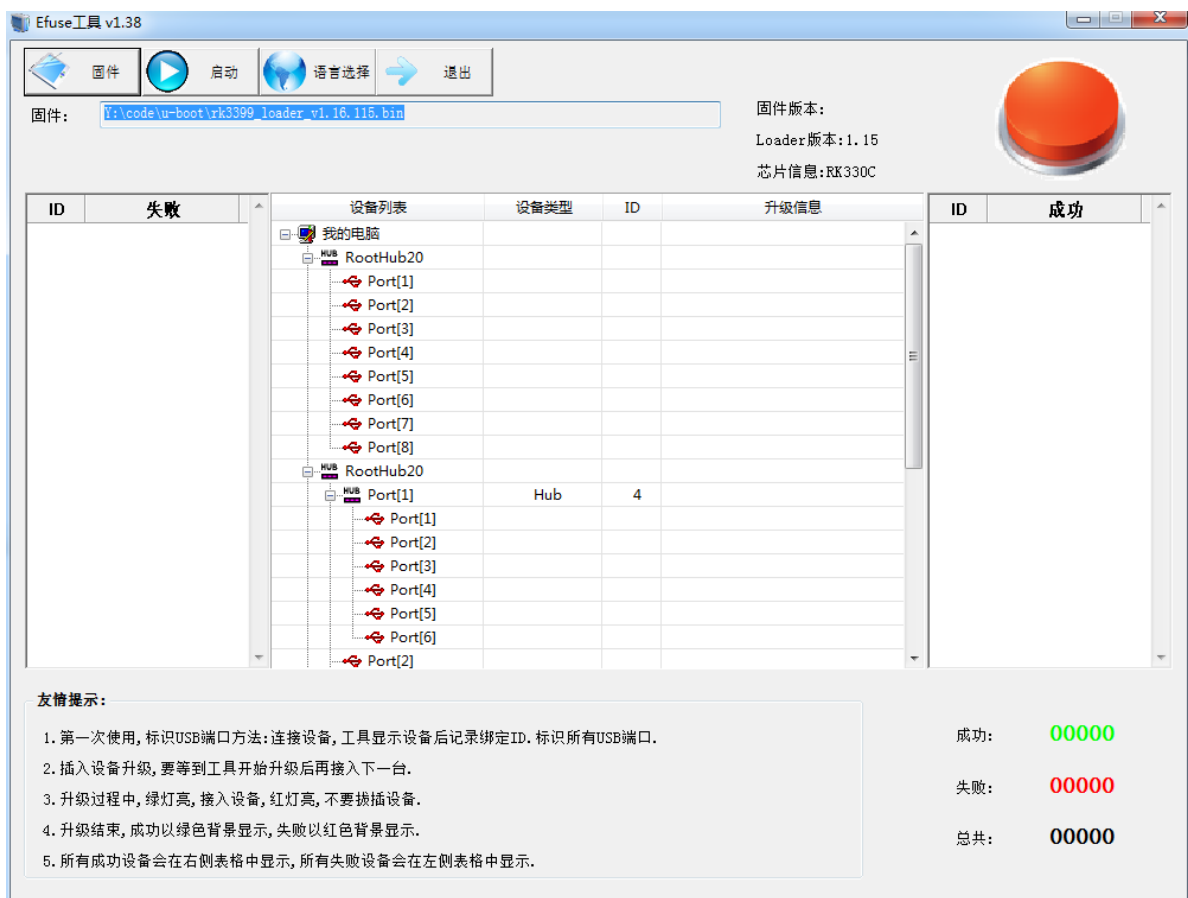 Efuse工具 v1.38
固件 启动 语言选择 退出
固件: Y:\code\u-boot\rk3399_loader_v1.16.115.bin
固件版本:
Loader版本:1.15
芯片信息:RK330C
ID 失败
设备列表 设备类型 ID 升级信息
ID 成功
我的电脑
HUB RootHub20
Port[1]
Port[2]
Port[3]
Port[4]
Port[5]
Port[6]
Port[7]
Port[8]
HUB RootHub20
HUB Port[1] Hub 4
Port[1]
Port[2]
Port[3]
Port[4]
Port[5]
Port[6]
Port[2]
友情提示:
1.第一次使用,标识USB端口方法:连接设备,工具显示设备后记录绑定ID.标识所有USB端口.
2.插入设备升级,要等到工具开始升级后再接入下一台.
3.升级过程中,绿灯亮,接入设备,红灯亮,不要拔插设备.
4.升级结束,成功以绿色背景显示,失败以红色背景显示.
5.所有成功设备会在右侧表格中显示,所有失败设备会在左侧表格中显示.
成功: 00000
失败: 00000
总共: 00000